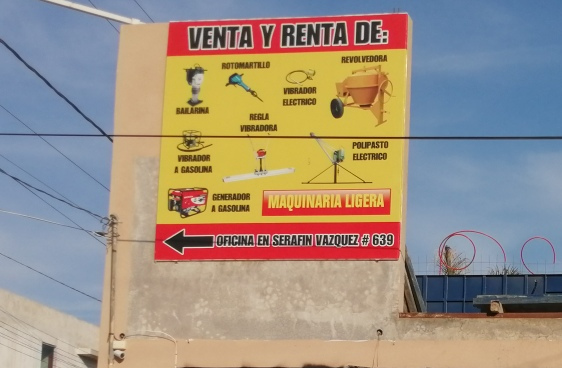 VENTA Y RENTA DE:
BAILARINA
ROTOMARTILLO
VIBRADOR
ELECTRICO
REVOLVEDORA
VIBRADOR
A GASOLINA
REGLA
VIBRADORA
POLIPASTO
ELECTRICO
GENERADOR
A GASOLINA
MAQUINARIA LIGERA
OFICINA EN SERAFIN VAZQUEZ # 639